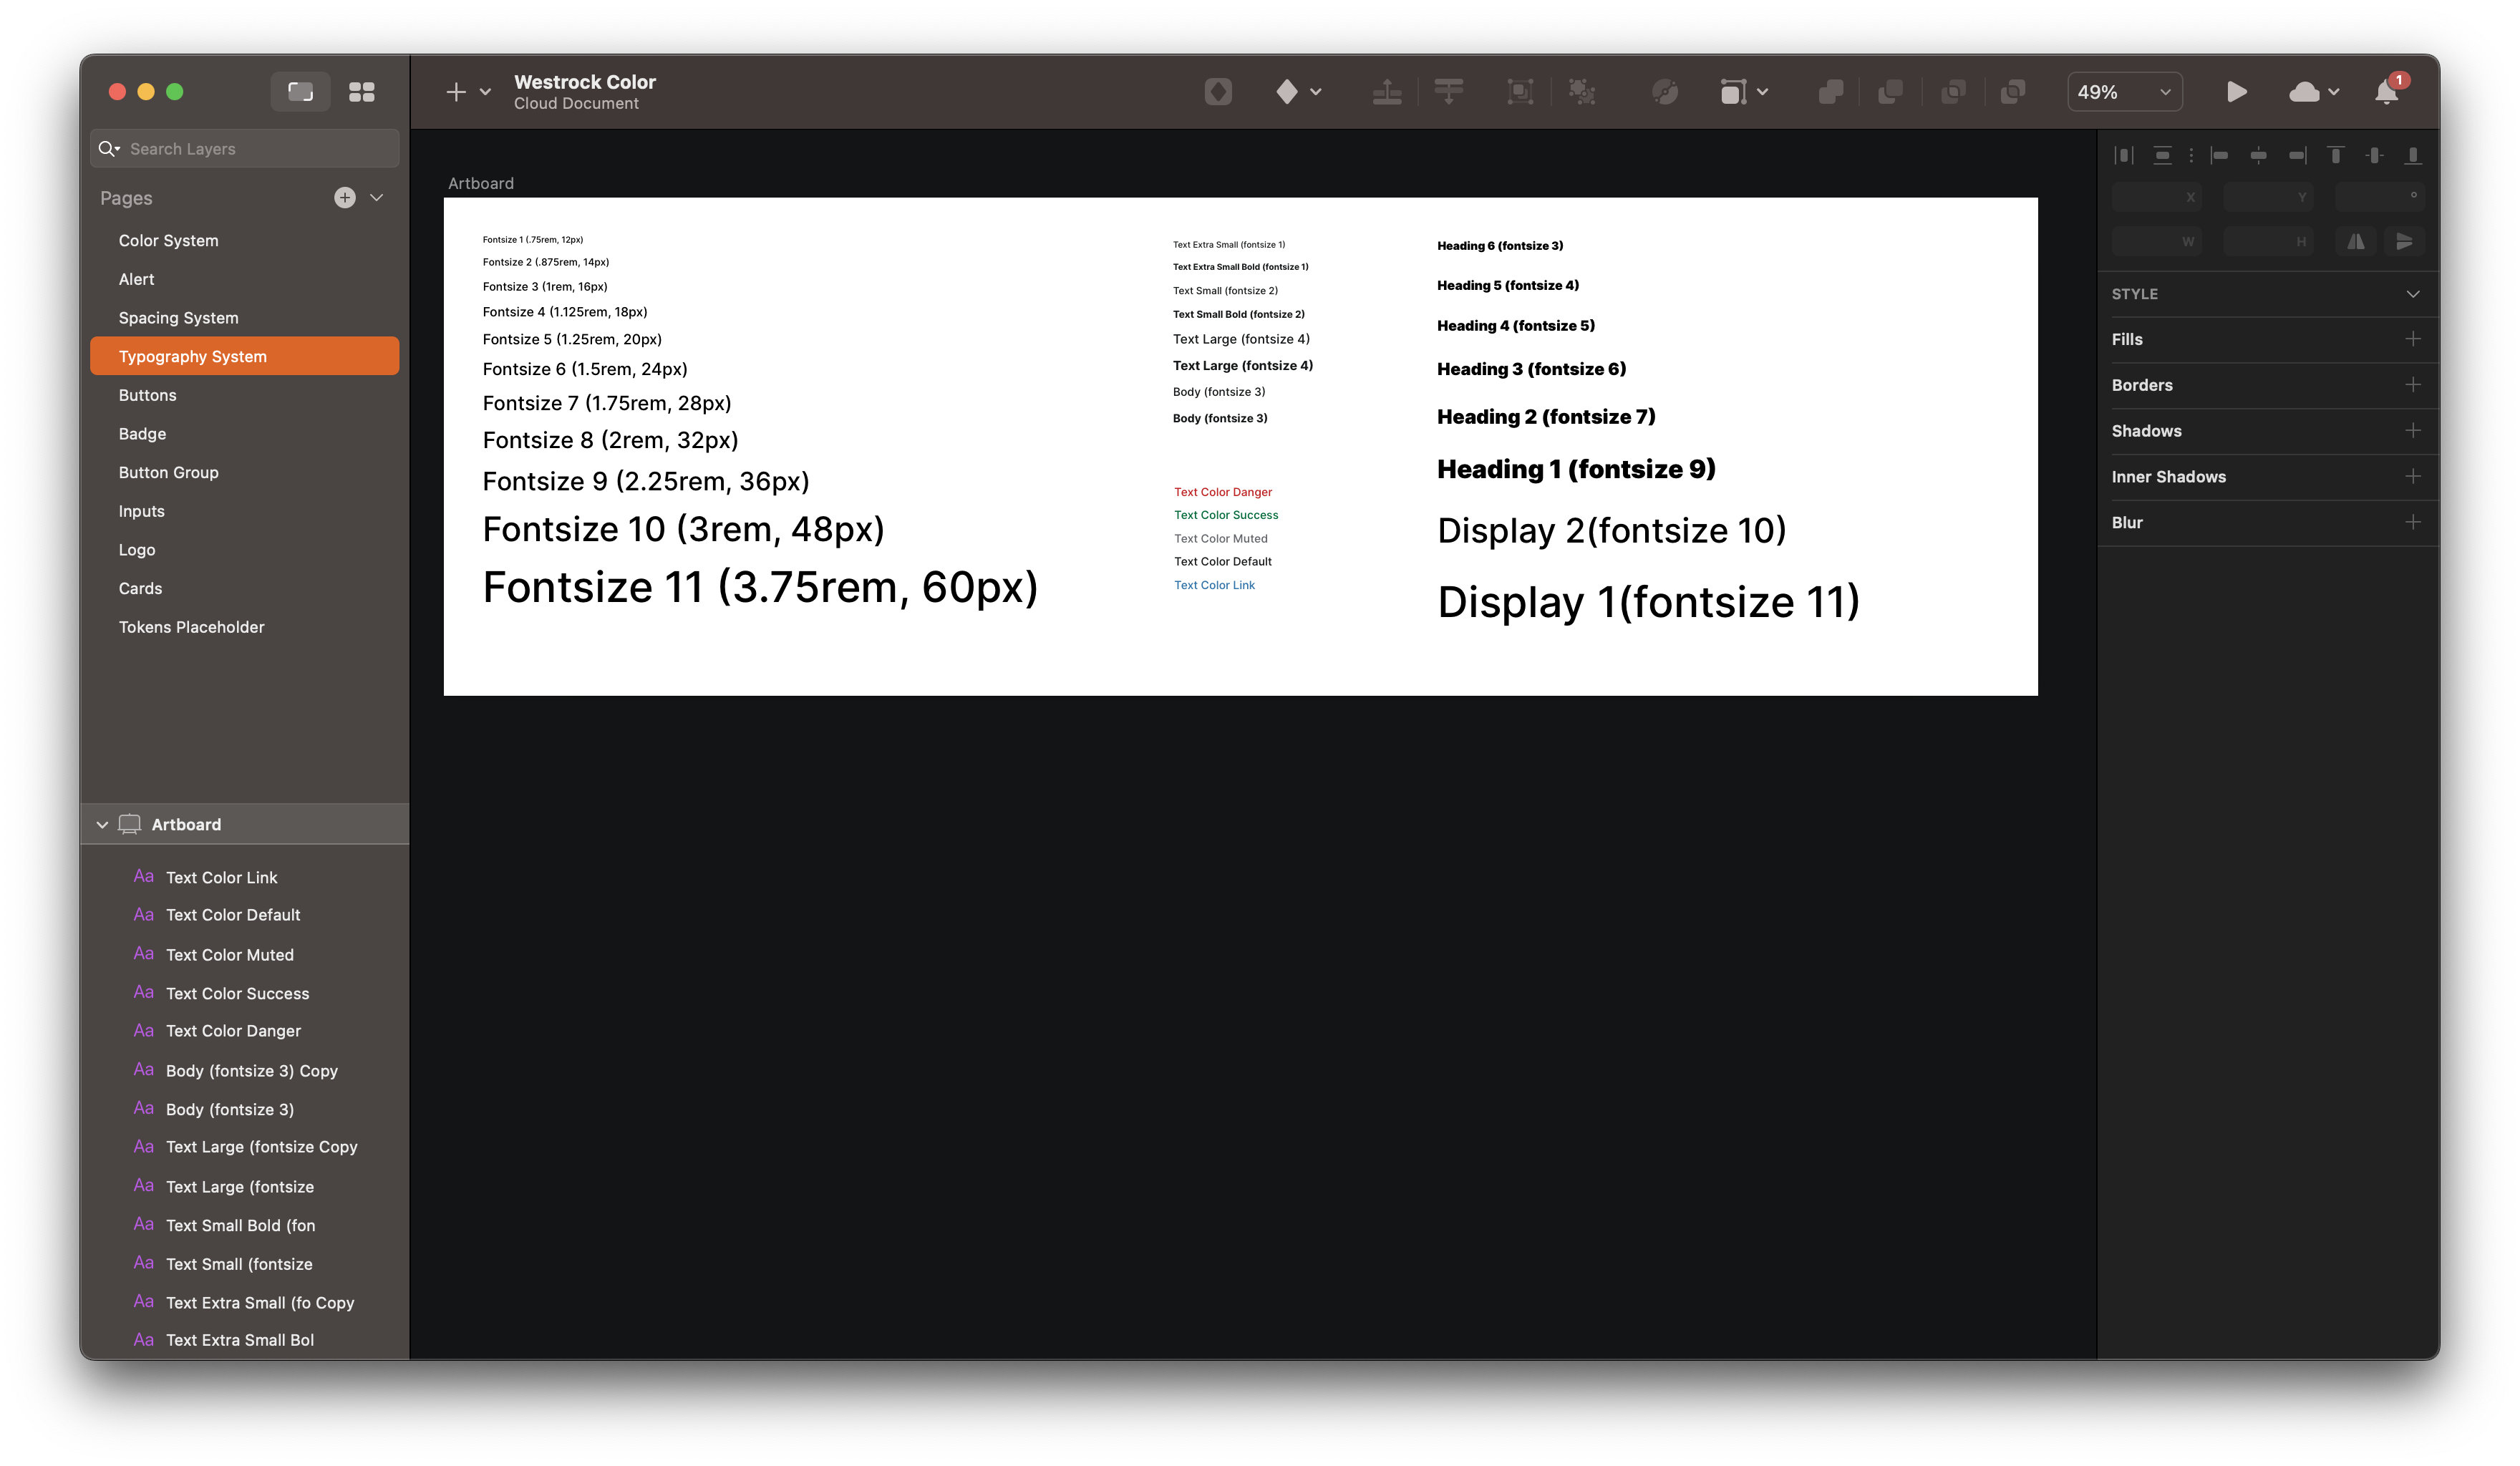 Westrock Color
Cloud Document
49%
1
Search Layers
Pages
Color System
Alert
Spacing System
Typography System
Buttons
Badge
Button Group
Inputs
Logo
Cards
Tokens Placeholder
Artboard
Aa Text Color Link
Aa Text Color Default
Aa Text Color Muted
Aa Text Color Success
Aa Text Color Danger
Aa Body (fontsize 3) Copy
Aa Body (fontsize 3)
Aa Text Large (fontsize Copy
Aa Text Large (fontsize
Aa Text Small Bold (fon
Aa Text Small (fontsize
Aa Text Extra Small (fo Copy
Aa Text Extra Small Bol
Artboard
Fontsize 1 (.75rem, 12px)
Fontsize 2 (.875rem, 14px)
Fontsize 3 (1rem, 16px)
Fontsize 4 (1.125rem, 18px)
Fontsize 5 (1.25rem, 20px)
Fontsize 6 (1.5rem, 24px)
Fontsize 7 (1.75rem, 28px)
Fontsize 8 (2rem, 32px)
Fontsize 9 (2.25rem, 36px)
Fontsize 10 (3rem, 48px)
Fontsize 11 (3.75rem, 60px)
Text Extra Small (fontsize 1)
Text Extra Small Bold (fontsize 1)
Text Small (fontsize 2)
Text Small Bold (fontsize 2)
Text Large (fontsize 4)
Text Large (fontsize 4)
Body (fontsize 3)
Body (fontsize 3)
Text Color Danger
Text Color Success
Text Color Muted
Text Color Default
Text Color Link
Heading 6 (fontsize 3)
Heading 5 (fontsize 4)
Heading 4 (fontsize 5)
Heading 3 (fontsize 6)
Heading 2 (fontsize 7)
Heading 1 (fontsize 9)
Display 2(fontsize 10)
Display 1(fontsize 11)
X Y °
W H
STYLE
Fills
Borders
Shadows
Inner Shadows
Blur